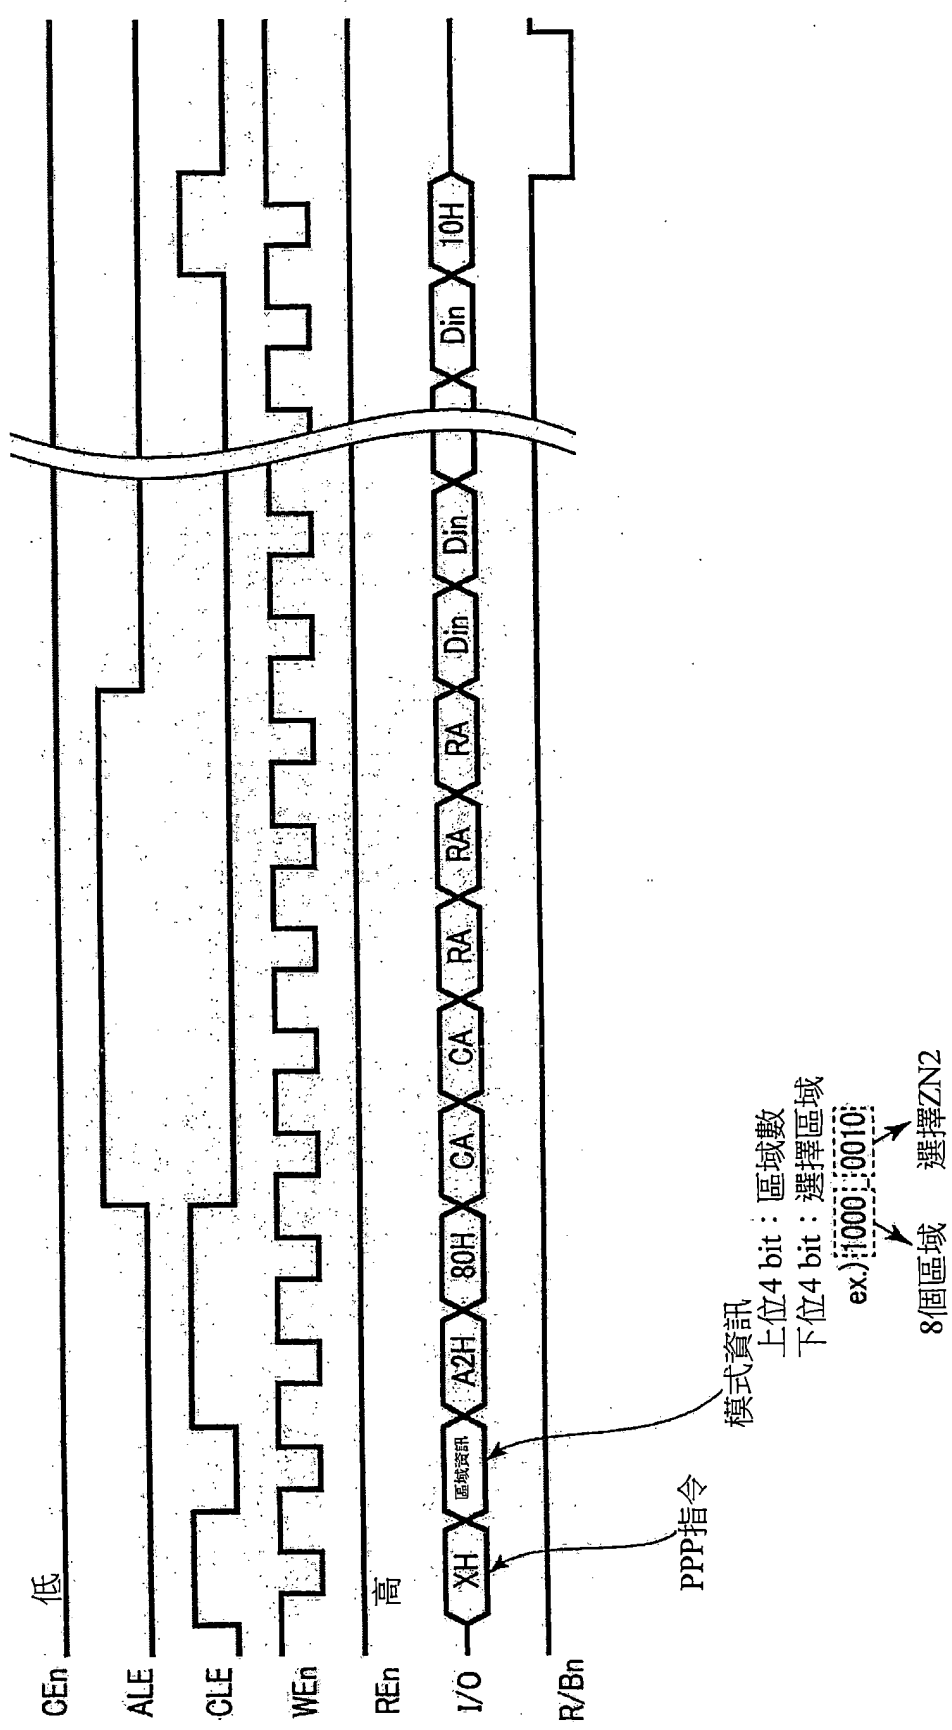 CEn
低
ALE
CLE
WEn
REn
高
I/O
XH
區域資訊
A2H
80H
CA
CA
RA
RA
RA
Din
Din
Din
10H
R/Bn
PPP指令
模式資訊
上位4 bit：區域數
下位4 bit：選擇區域
ex.) 1000 0010
8個區域
選擇ZN2